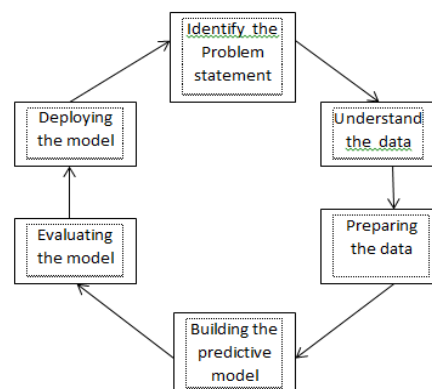 Identify the
Problem
statement
Understand
the data
Preparing
the data
Building the
predictive
model
Evaluating
the model
Deploying
the model